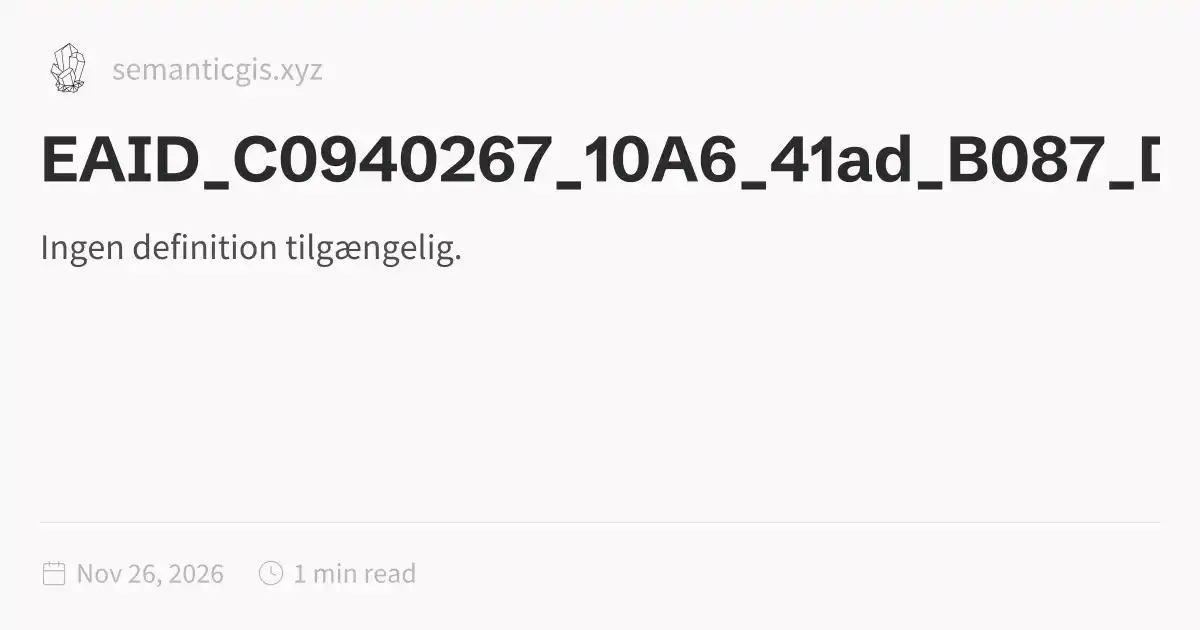 semanticgis.xyz
EAID_C0940267_10A6_41ad_B087_
Ingen definition tilgængelig.
Nov 26, 2026
1 min read